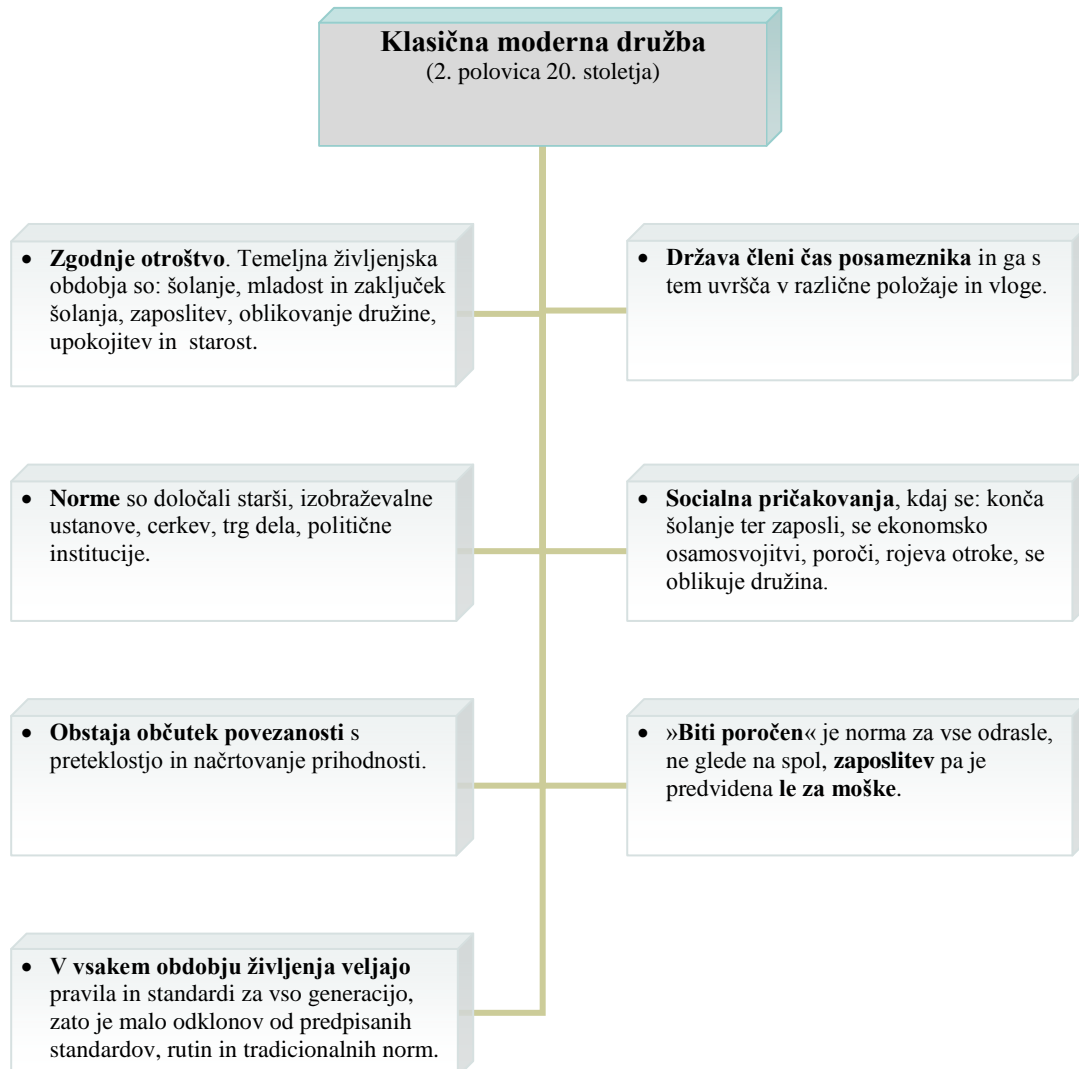 Klasična moderna družba
(2. polovica 20. stoletja)
• Zgodnje otroštvo. Temeljna življenjska
obdobja so: šolanje, mladost in zaključek
šolanja, zaposlitev, oblikovanje družine,
upokojitev in starost.
• Država členi čas posameznika in ga s
tem uvršča v različne položaje in vloge.
• Norme so določali starši, izobraževalne
ustanove, cerkev, trg dela, politične
institucije.
• Socialna pričakovanja, kdaj se: konča
šolanje ter zaposli, se ekonomsko
osamosvojitvi, poroči, rojeva otroke, se
oblikuje družina.
• Obstaja občutek povezanosti s
preteklostjo in načrtovanje prihodnosti.
• »Biti poročen« je norma za vse odrasle,
ne glede na spol, zaposlitev pa je
predvidena le za moške.
• V vsakem obdobju življenja veljajo
pravila in standardi za vso generacijo,
zato je malo odklonov od predpisanih
standardov, rutin in tradicionalnih norm.